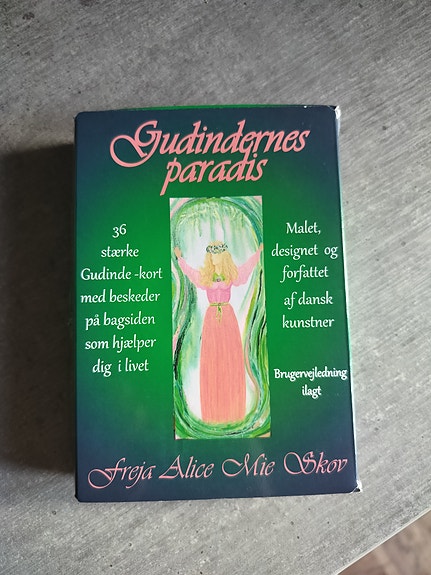 Gudindernes
paradis
36
stærke
Gudinde -kort
med beskeder
på bagsiden
som hjælper
dig i livet
Malet,
designet og
forfattet
af dansk
kunstner
Brugervejledning
ilagt
Freja Alice Mie Skov